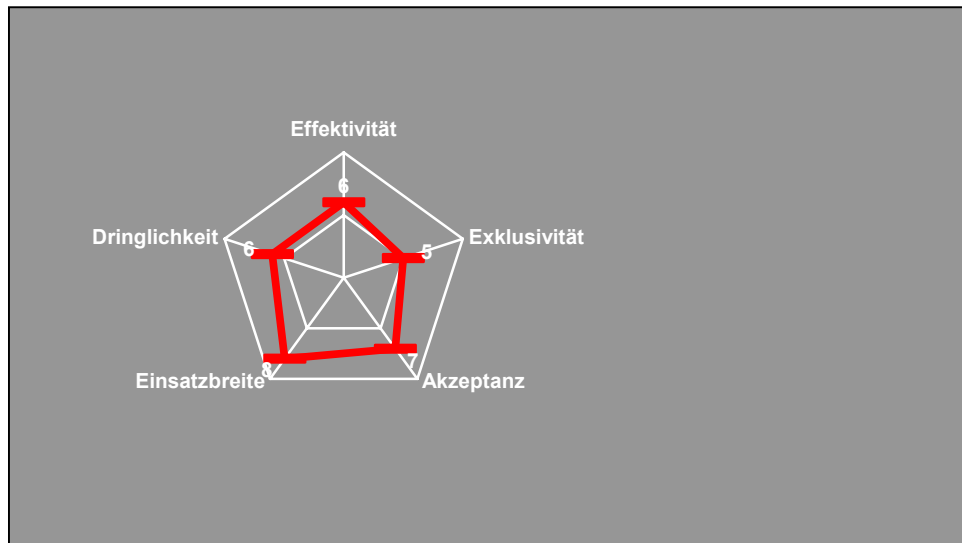 Effektivität
6
Exklusivität
5
Dringlichkeit
6
Einsatzbreite
8
Akzeptanz
7